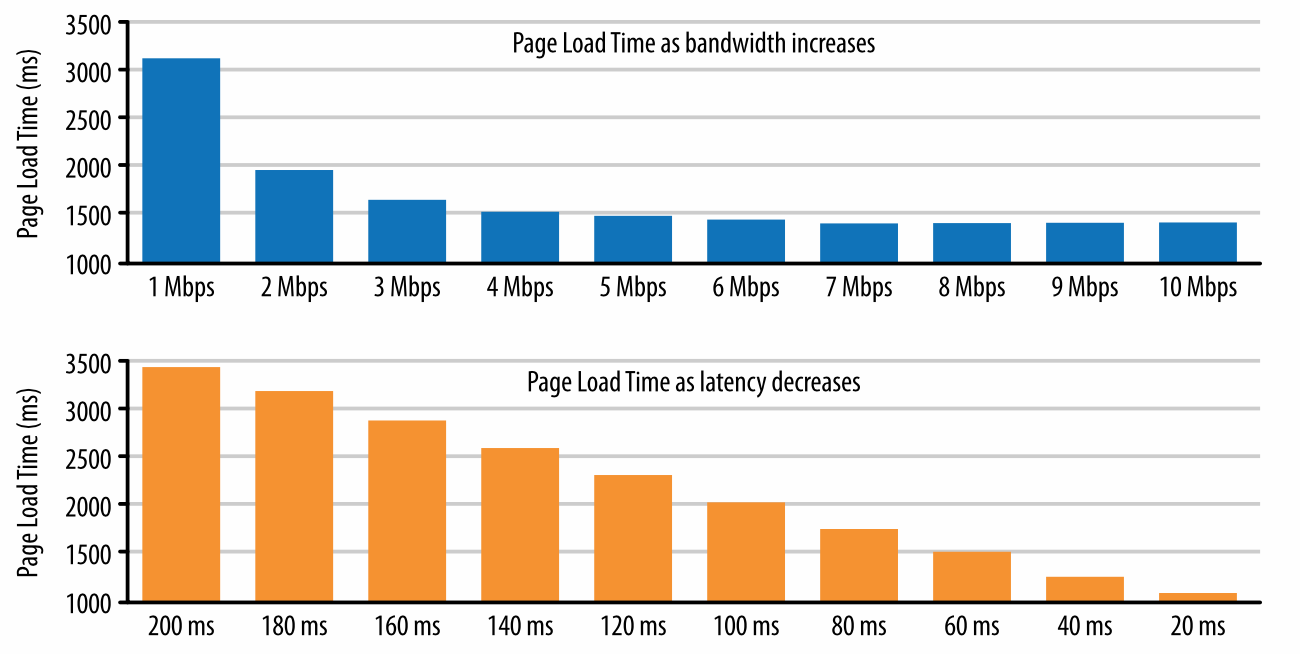 Page Load Time as bandwidth increases
Page Load Time (ms)
3500
3000
2500
2000
1500
1000
1 Mbps 2 Mbps 3 Mbps 4 Mbps 5 Mbps 6 Mbps 7 Mbps 8 Mbps 9 Mbps 10 Mbps
Page Load Time as latency decreases
Page Load Time (ms)
3500
3000
2500
2000
1500
1000
200 ms 180 ms 160 ms 140 ms 120 ms 100 ms 80 ms 60 ms 40 ms 20 ms